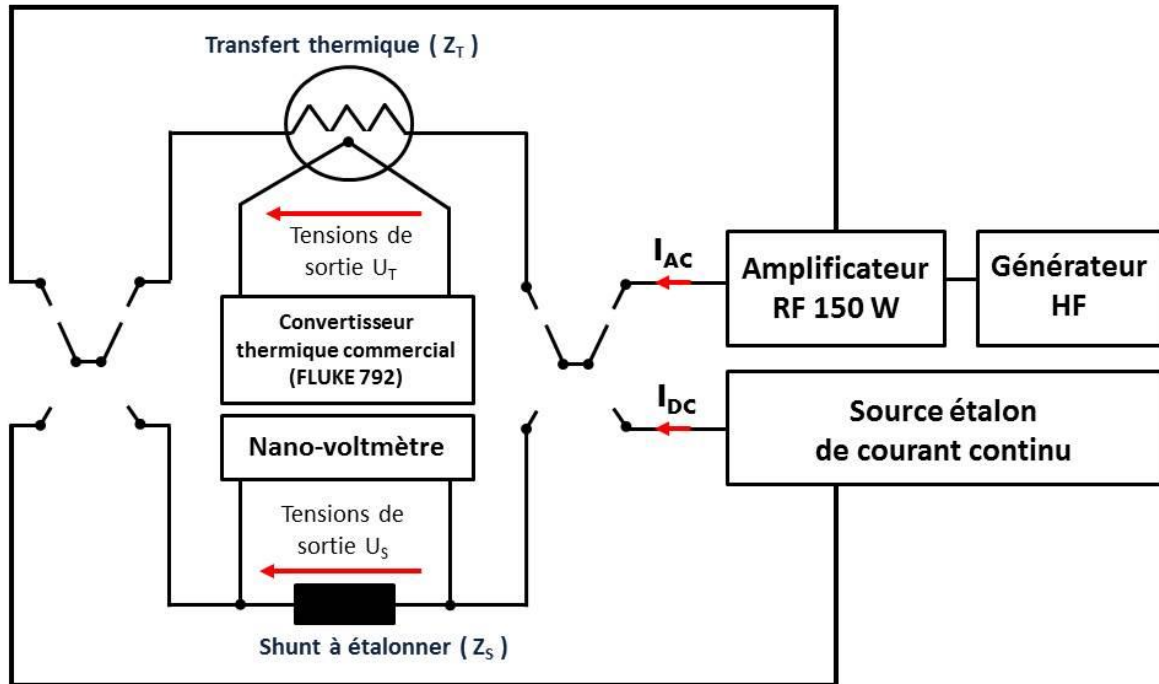 Transfert thermique ( Z_T )
Tensions de
sortie U_T
Convertisseur
thermique commercial
(FLUKE 792)
I_AC
Amplificateur
RF 150 W
Générateur
HF
I_DC
Source étalon
de courant continu
Nano-voltmètre
Tensions de
sortie U_S
Shunt à étalonner ( Z_S )